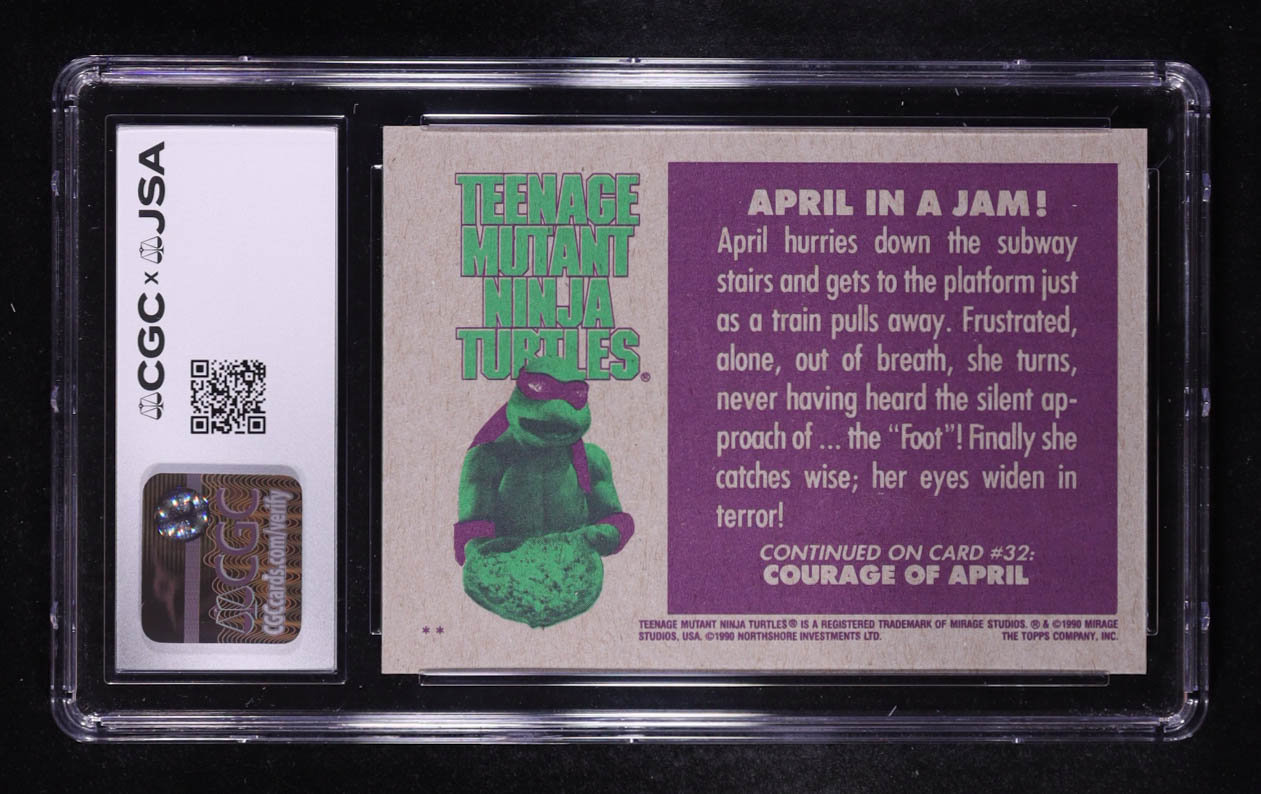 CGC x JSA
CGC
CGCcards.com/verify
TEENAGE
MUTANT
NINJA
TURTLES®
**
APRIL IN A JAM!
April hurries down the subway
stairs and gets to the platform just
as a train pulls away. Frustrated,
alone, out of breath, she turns,
never having heard the silent ap-
proach of ... the “Foot”! Finally she
catches wise; her eyes widen in
terror!
CONTINUED ON CARD #32:
COURAGE OF APRIL
TEENAGE MUTANT NINJA TURTLES® IS A REGISTERED TRADEMARK OF MIRAGE STUDIOS. ® & ©1990 MIRAGE
STUDIOS, USA. ©1990 NORTHSHORE INVESTMENTS LTD. THE TOPPS COMPANY, INC.